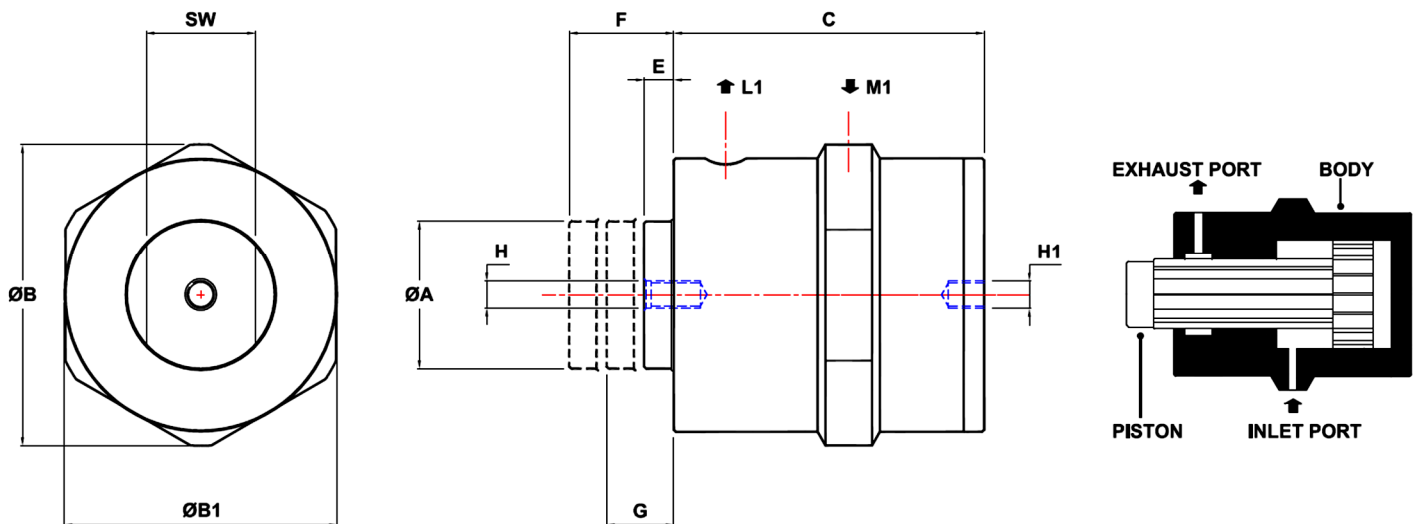 SW
ØB
ØB1
F
C
E
L1
M1
H
H1
ØA
G
EXHAUST PORT
BODY
PISTON
INLET PORT